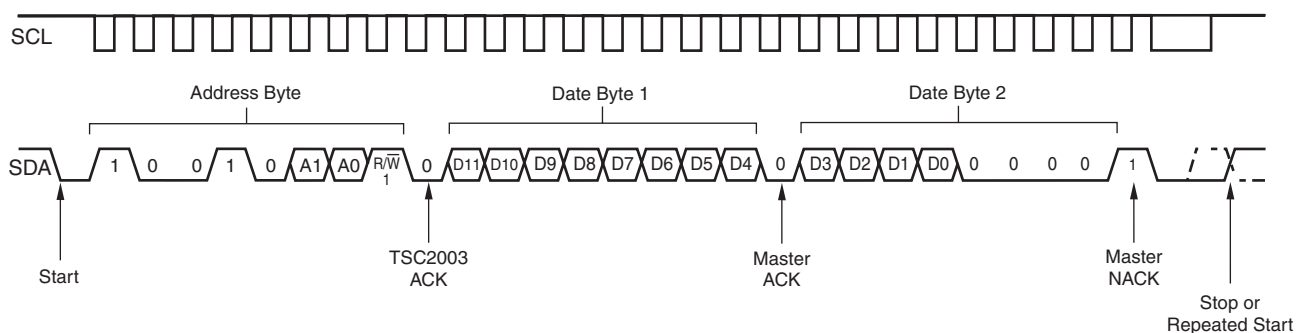 SCL
Address Byte Date Byte 1 Date Byte 2
SDA 1 0 0 1 0 A1 A0 R/W̅ 1 0 D11 D10 D9 D8 D7 D6 D5 D4 0 D3 D2 D1 D0 0 0 0 0 1
Start
TSC2003
ACK
Master
ACK
Master
NACK
Stop or
Repeated Start